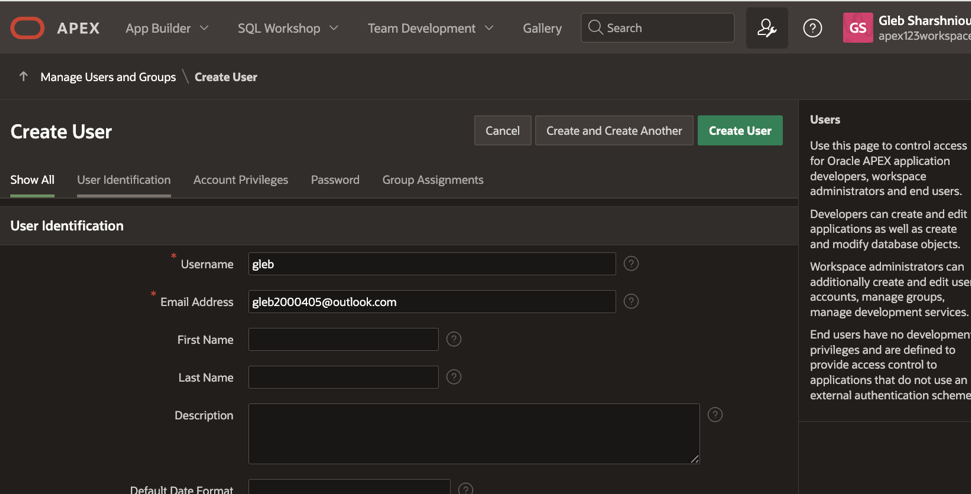 APEX App Builder SQL Workshop Team Development Gallery Search ? GS Gleb Sharshniou
apex123workspace
Manage Users and Groups \ Create User
Create User Cancel Create and Create Another Create User
Show All User Identification Account Privileges Password Group Assignments
User Identification
* Username gleb ?
* Email Address gleb2000405@outlook.com ?
First Name ?
Last Name ?
Description ?
Default Date Format ?
Users
Use this page to control access
for Oracle APEX application
developers, workspace
administrators and end users.
Developers can create and edit
applications as well as create
and modify database objects.
Workspace administrators can
additionally create and edit user
accounts, manage groups,
manage development services.
End users have no development
privileges and are defined to
provide access control to
applications that do not use an
external authentication scheme